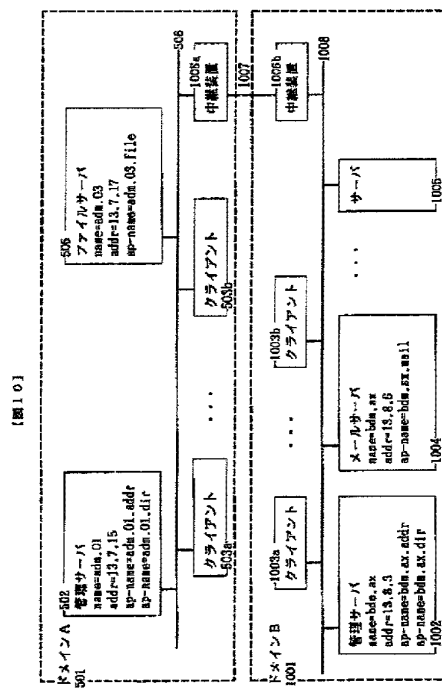 【図10】
ドメインA
501
502
管理サーバ
name=adm.01
addr=13.7.15
ap-name=adm.01.addr
ap-name=adm.01.dir
505
ファイルサーバ
name=adm.03
addr=13.7.17
ap-name=adm.03.file
506
クライアント
503a
...
クライアント
503b
1006a
中継装置
1007
ドメインB
1001
1003a
クライアント
...
1003b
クライアント
1006b
中継装置
1008
管理サーバ
addr=13.8.3
ap-name=bdm.ax.addr
ap-name=bdm.ax.dir
1002
メールサーバ
name=bdm.ax
addr=13.8.6
ap-name=bdm.ax.mail
1004
...
サーバ
1005